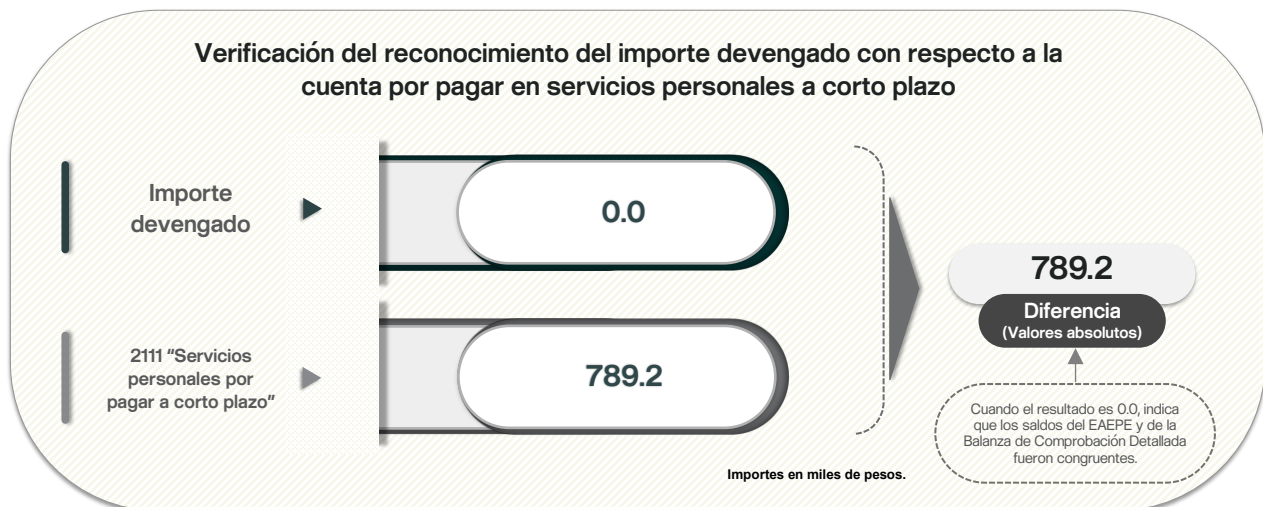 Verificación del reconocimiento del importe devengado con respecto a la
cuenta por pagar en servicios personales a corto plazo
Importe
devengado
0.0
2111 "Servicios
personales por
pagar a corto plazo"
789.2
789.2
Diferencia
(Valores absolutos)
Cuando el resultado es 0.0, indica
que los saldos del EAEPE y de la
Balanza de Comprobación Detallada
fueron congruentes.
Importes en miles de pesos.